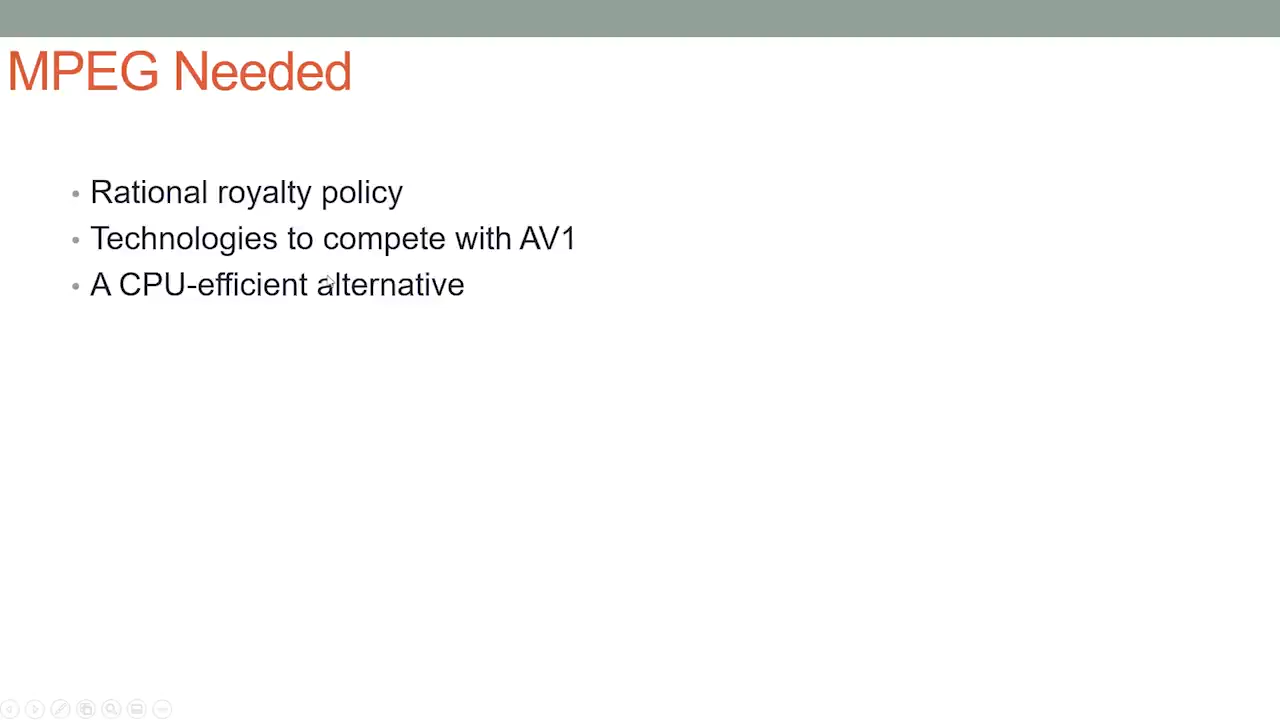 MPEG Needed
• Rational royalty policy
• Technologies to compete with AV1
• A CPU-efficient alternative